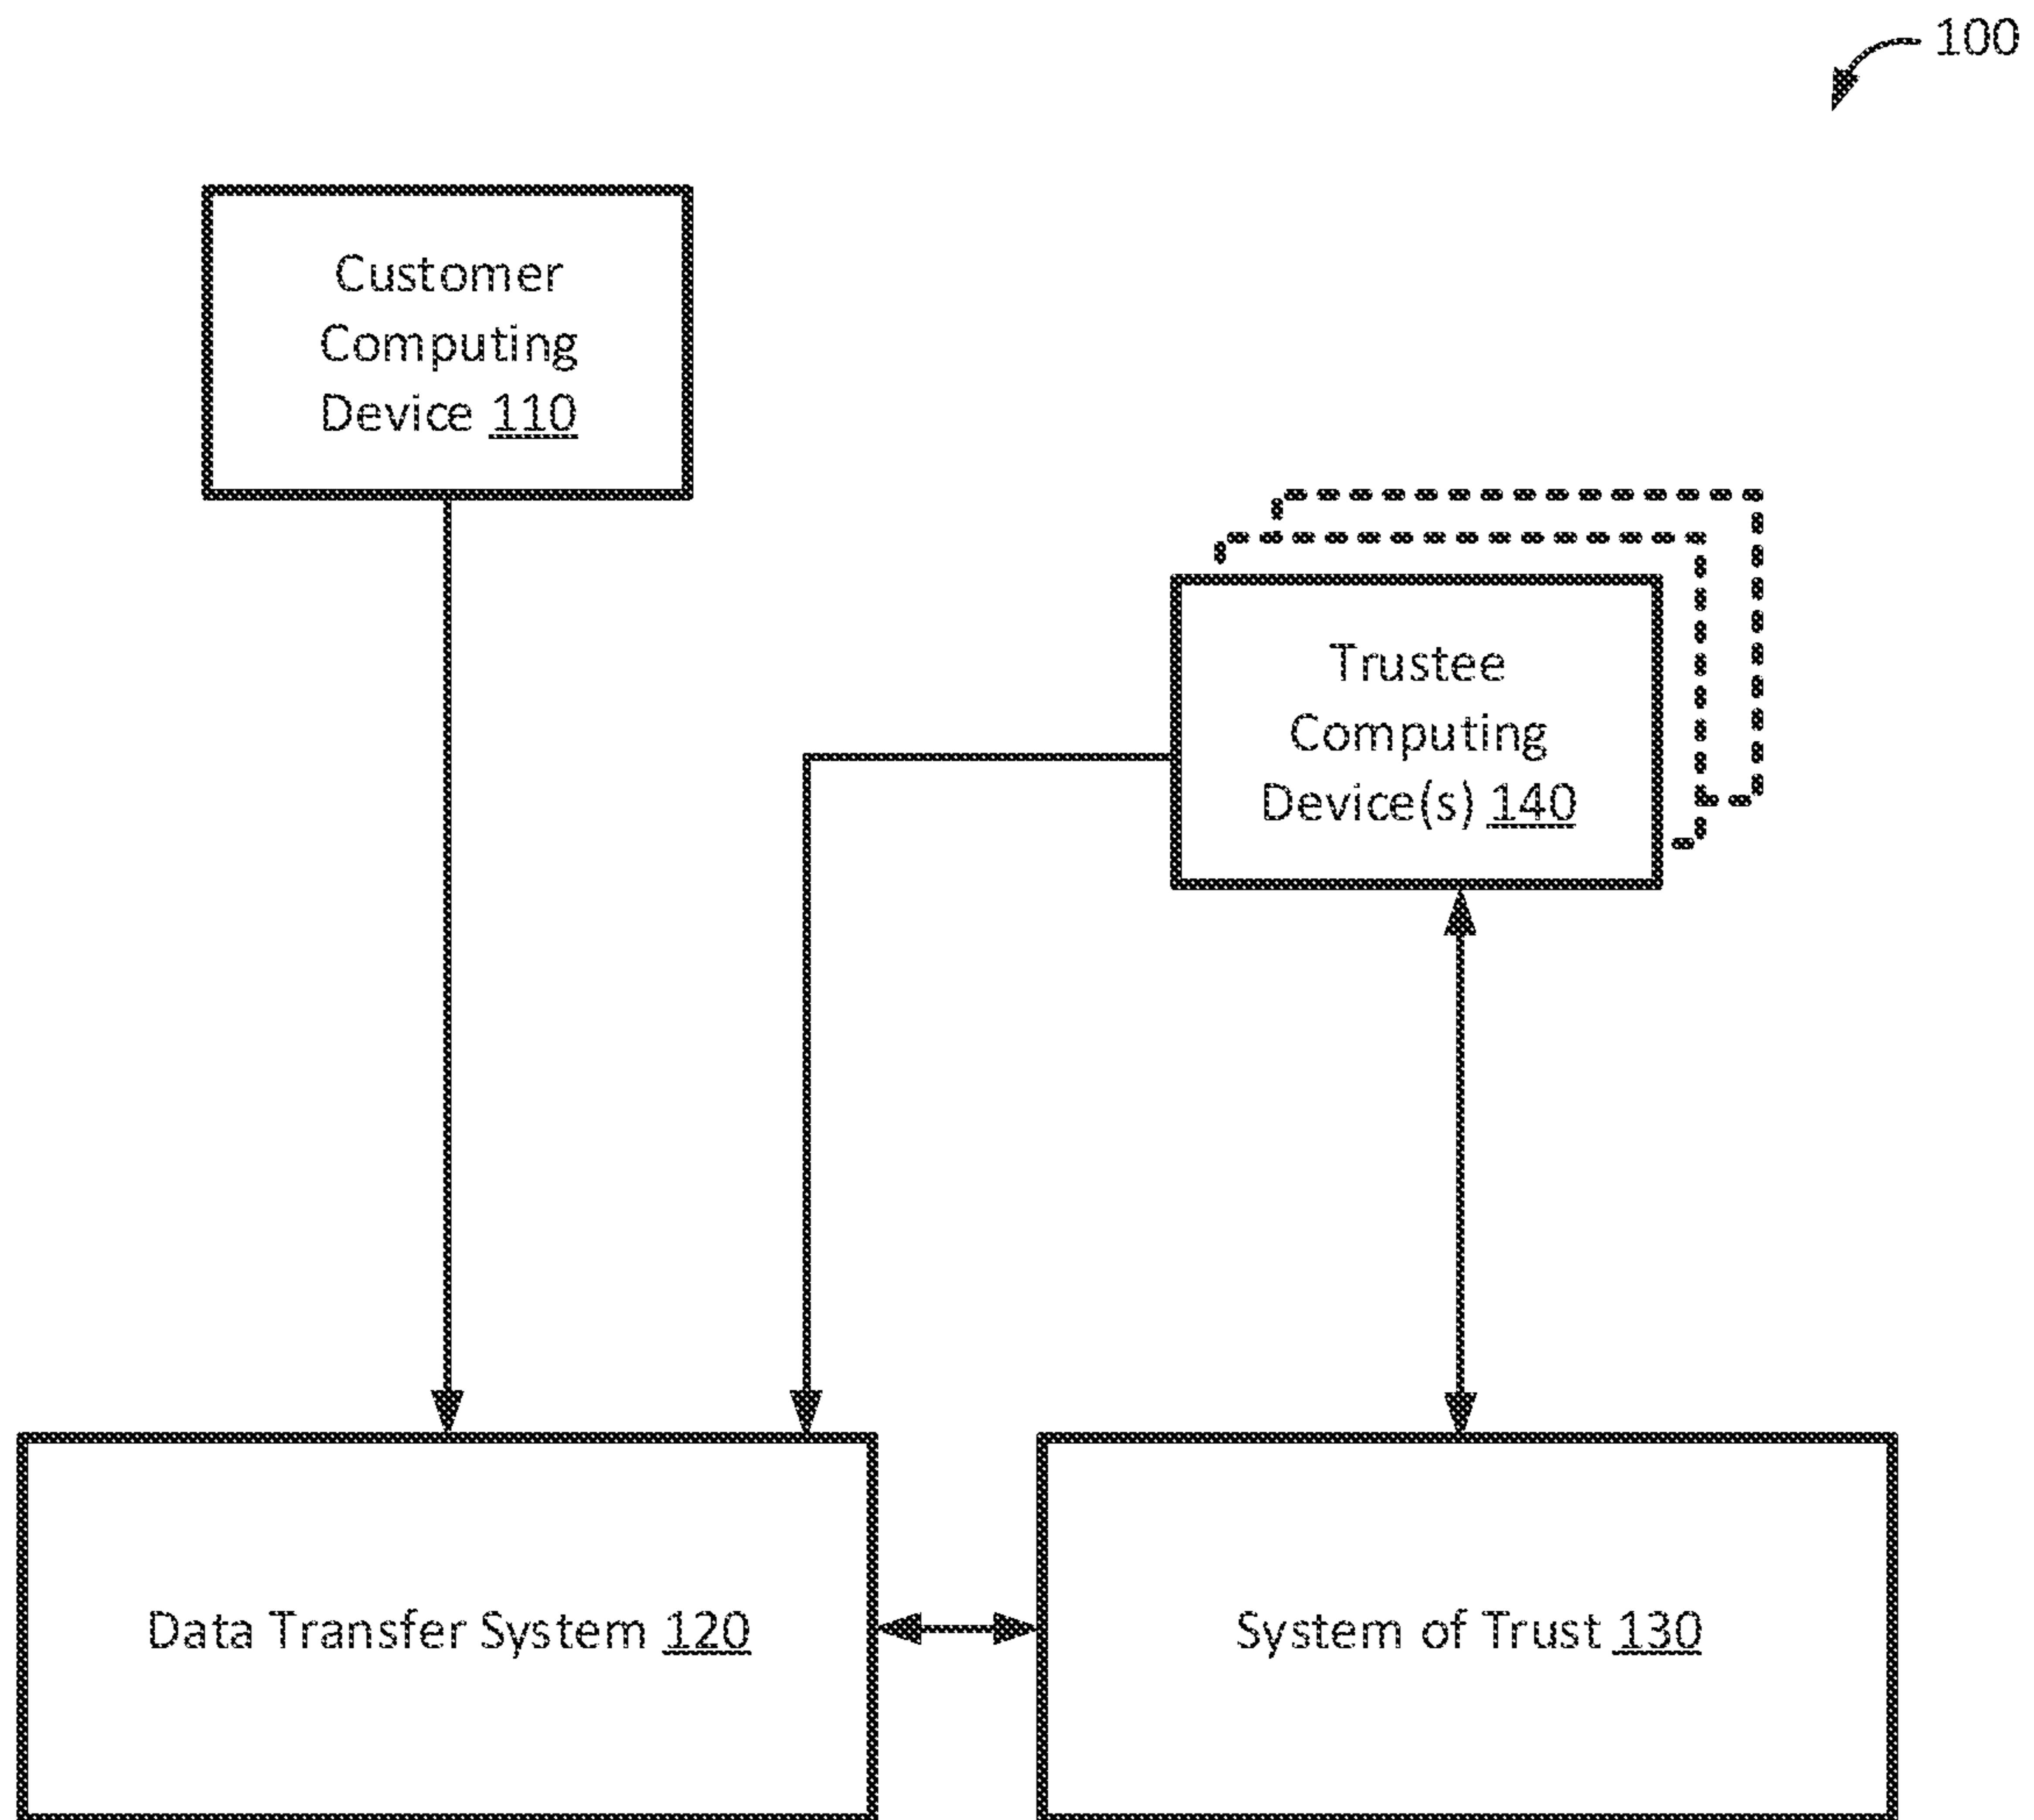 100
Customer
Computing
Device 110
Trustee
Computing
Device(s) 140
Data Transfer System 120
System of Trust 130